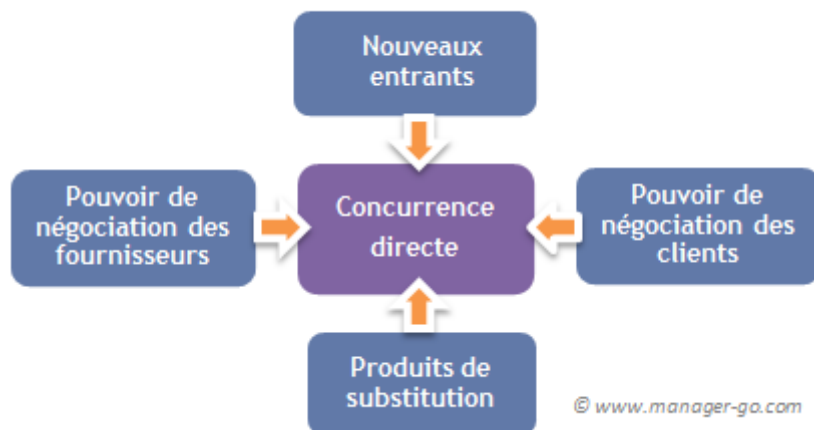 Nouveaux
entrants
Pouvoir de
négociation des
fournisseurs
Concurrence
directe
Pouvoir de
négociation des
clients
Produits de
substitution
© www.manager-go.com